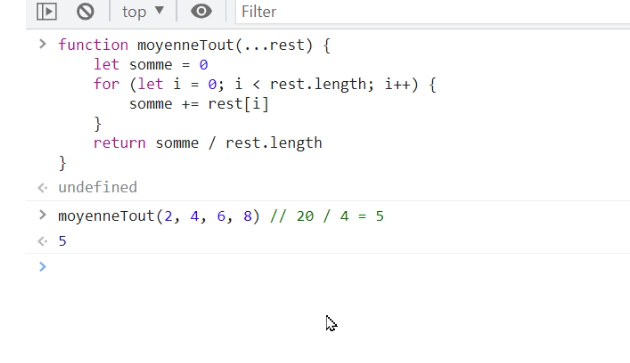 top Filter
function moyenneTout(...rest) {
let somme = 0
for (let i = 0; i < rest.length; i++) {
somme += rest[i]
}
return somme / rest.length
}
undefined
moyenneTout(2, 4, 6, 8) // 20 / 4 = 5
5